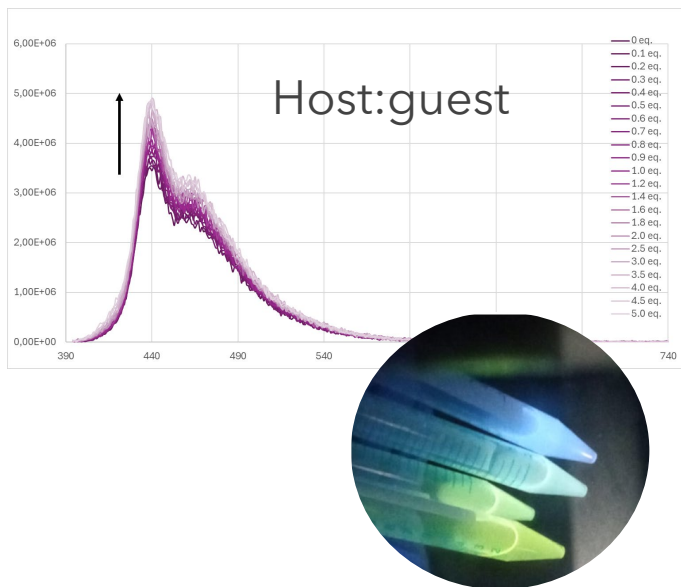 6,00E+06
5,00E+06
4,00E+06
3,00E+06
2,00E+06
1,00E+06
0,00E+00
390
440
490
540
740
Host:guest
0 eq.
0.1 eq.
0.2 eq.
0.3 eq.
0.4 eq.
0.5 eq.
0.6 eq.
0.7 eq.
0.8 eq.
0.9 eq.
1.0 eq.
1.2 eq.
1.4 eq.
1.6 eq.
1.8 eq.
2.0 eq.
2.5 eq.
3.0 eq.
3.5 eq.
4.0 eq.
4.5 eq.
5.0 eq.